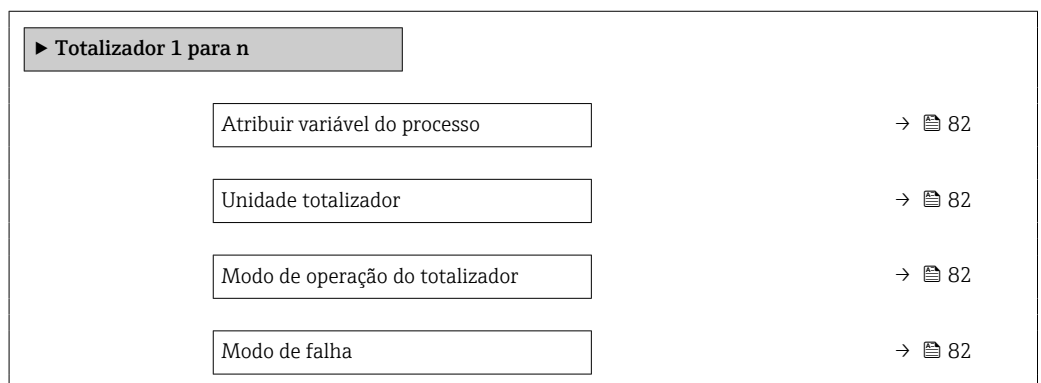 ▶ Totalizador 1 para n
Atribuir variável do processo → 82
Unidade totalizador → 82
Modo de operação do totalizador → 82
Modo de falha → 82